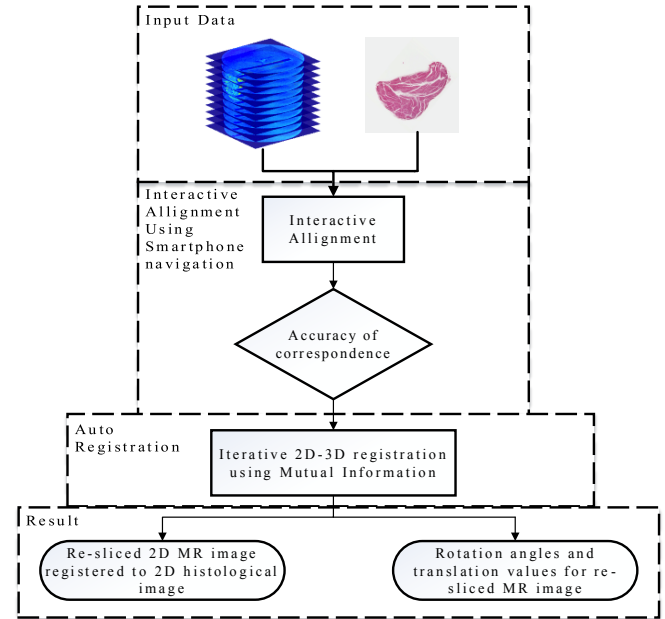 Input Data
Interactive
Allignment
Using
Smartphone
navigation
Interactive
Allignment
Accuracy of
correspondence
Auto
Registration
Iterative 2D-3D registration
using Mutual Information
Result
Re-sliced 2D MR image
registered to 2D histological
image
Rotation angles and
translation values for re-
sliced MR image